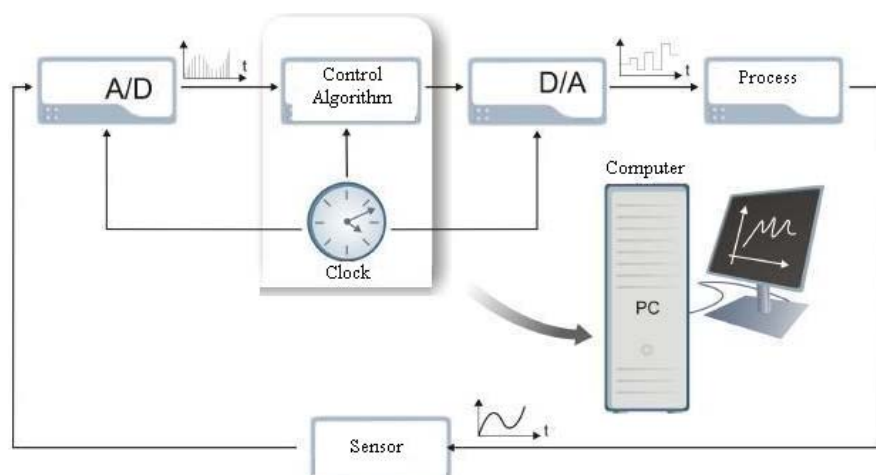 t
A/D
Control
Algorithm
D/A
t
Process
Computer
Clock
PC
t
Sensor